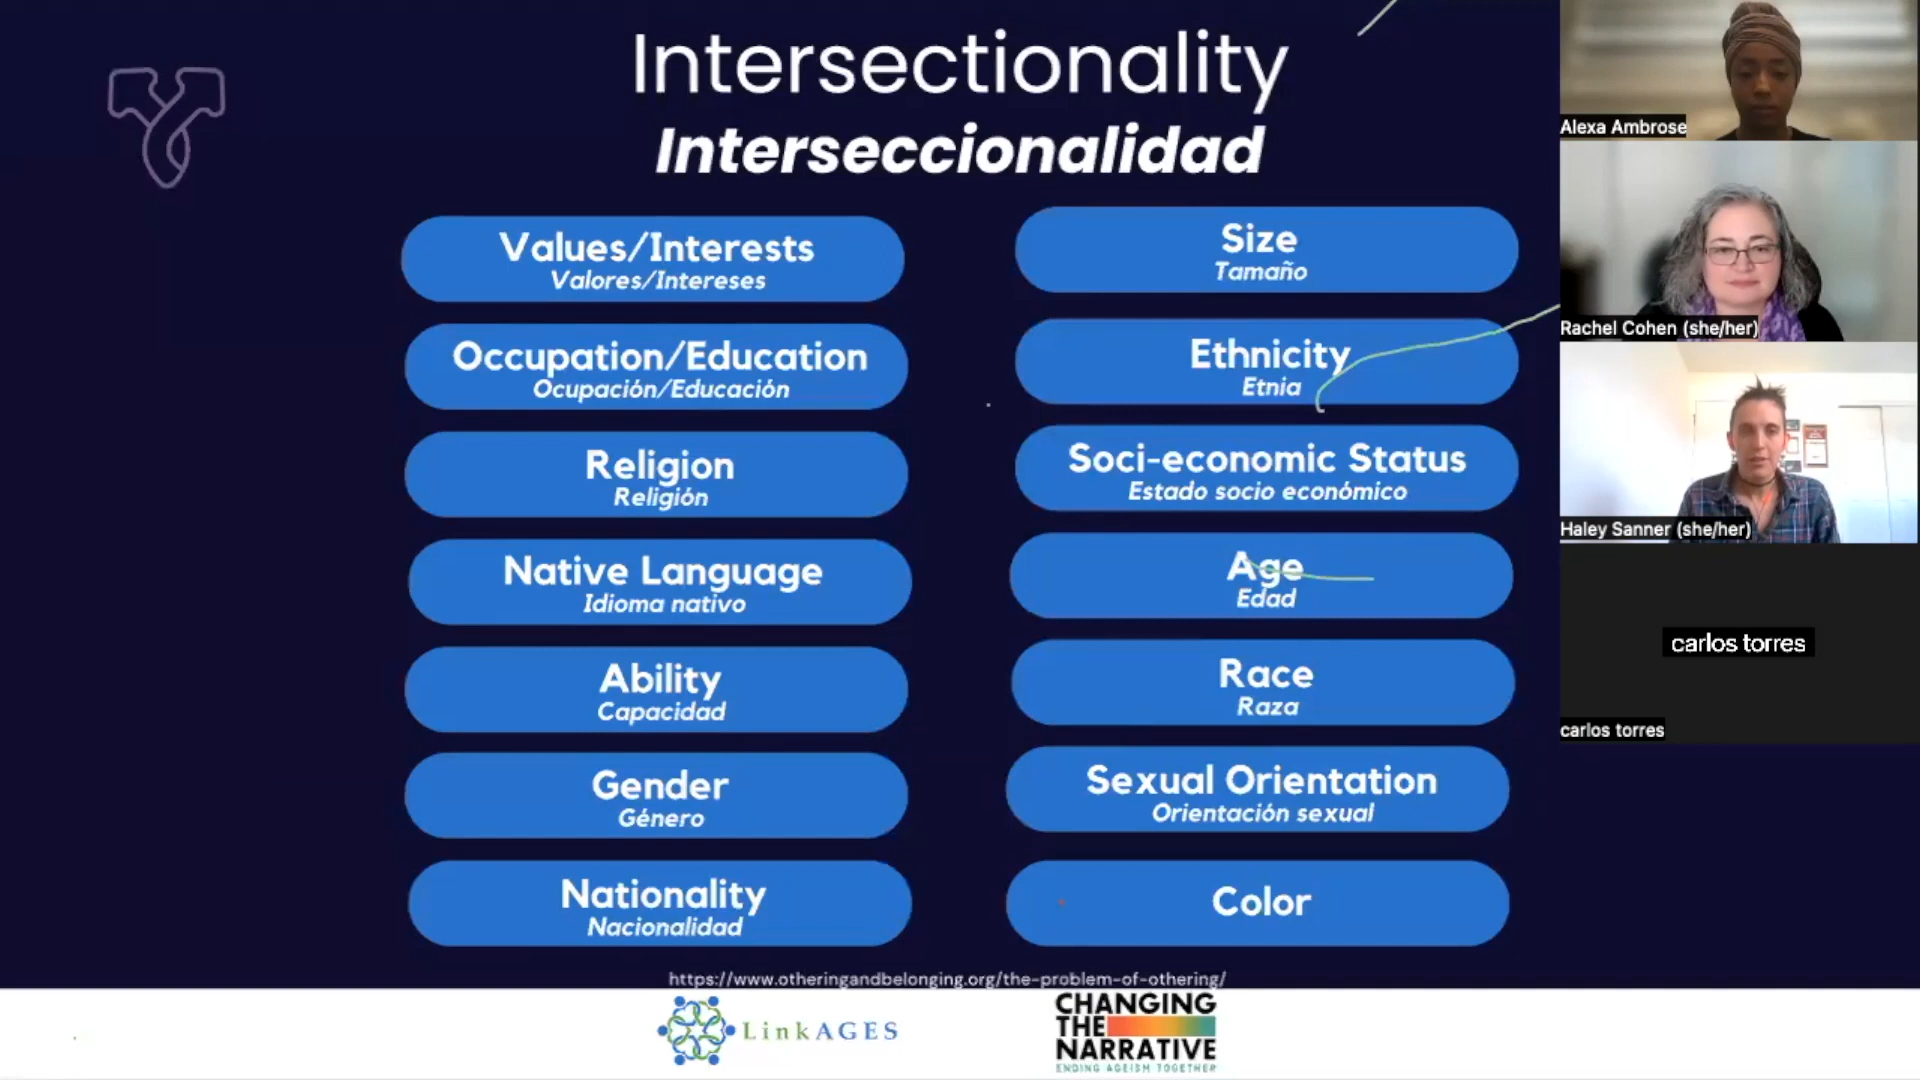 Intersectionality
Interseccionalidad
Values/Interests
Valores/Intereses
Occupation/Education
Ocupación/Educación
Religion
Religión
Native Language
Idioma nativo
Ability
Capacidad
Gender
Género
Nationality
Nacionalidad
Size
Tamaño
Ethnicity
Etnia
Soci-economic Status
Estado socio económico
Age
Edad
Race
Raza
Sexual Orientation
Orientación sexual
Color
https://www.otheringandbelonging.org/the-problem-of-othering/
LinkAGES
CHANGING
THE
NARRATIVE
ENDING AGEISM TOGETHER
Alexa Ambrose
Rachel Cohen (she/her)
Haley Sanner (she/her)
carlos torres
carlos torres